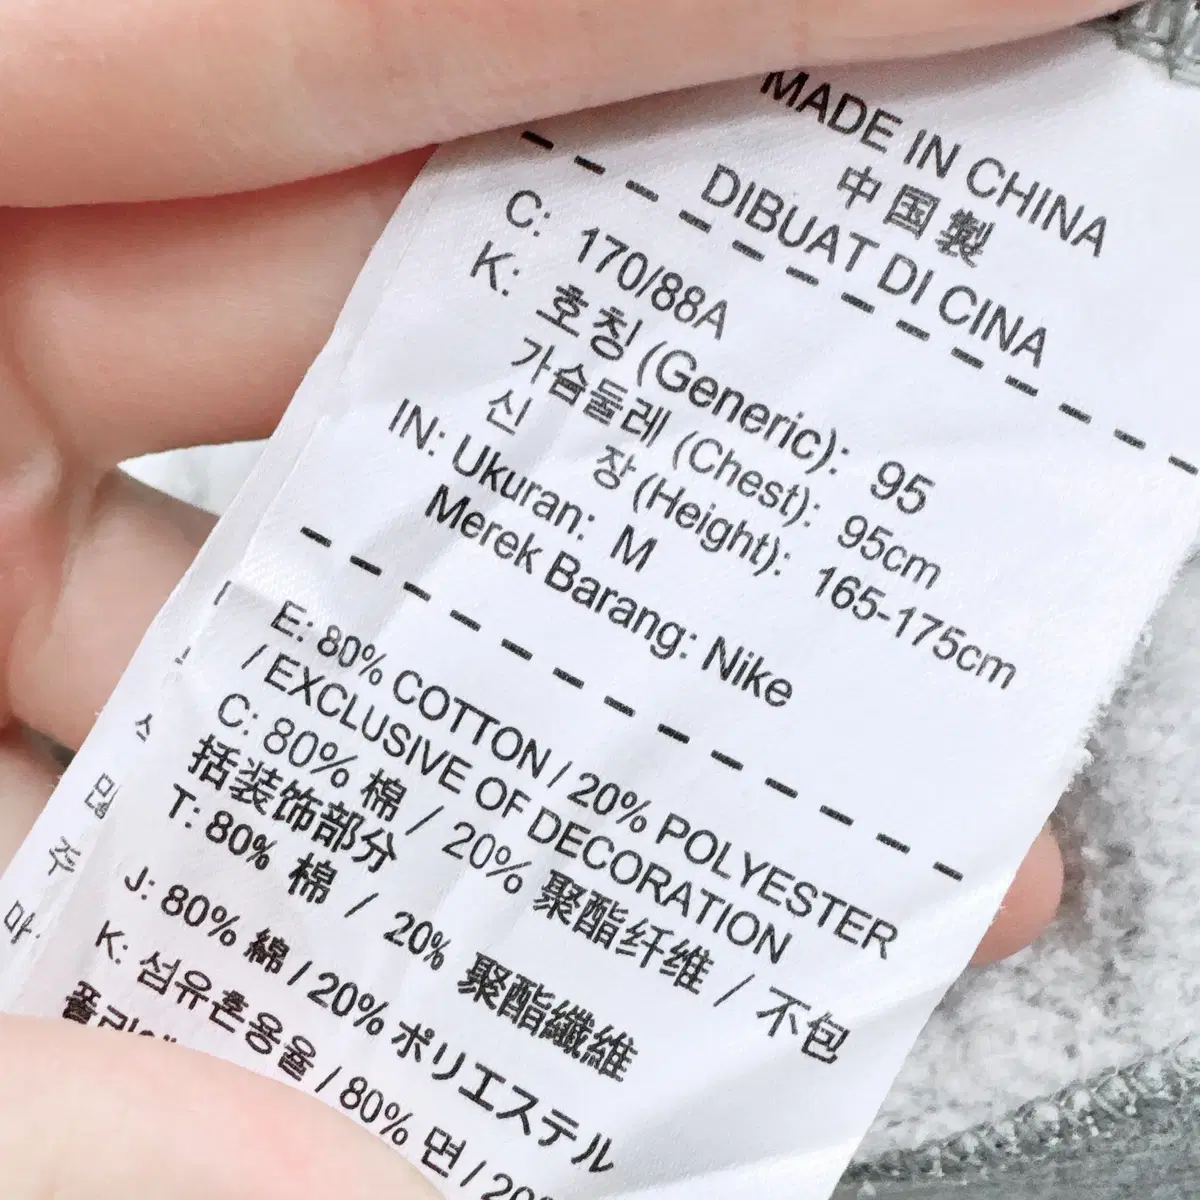 MADE IN CHINA
中国製
DIBUAT DI CINA
C: 170/88A
K: 호칭 (Generic): 95
가슴둘레 (Chest): 95cm
신 장 (Height): 165-175cm
IN: Ukuran: M
Merek Barang: Nike
E: 80% COTTON / 20% POLYESTER
/ EXCLUSIVE OF DECORATION
C: 80% 棉 / 20% 聚酯纤维 / 不包
括装饰部分
T: 80% 棉 / 20% 聚酯纖維
J: 80% 綿 / 20% ポリエステル
K: 섬유혼용율 / 80% 면 / 20%